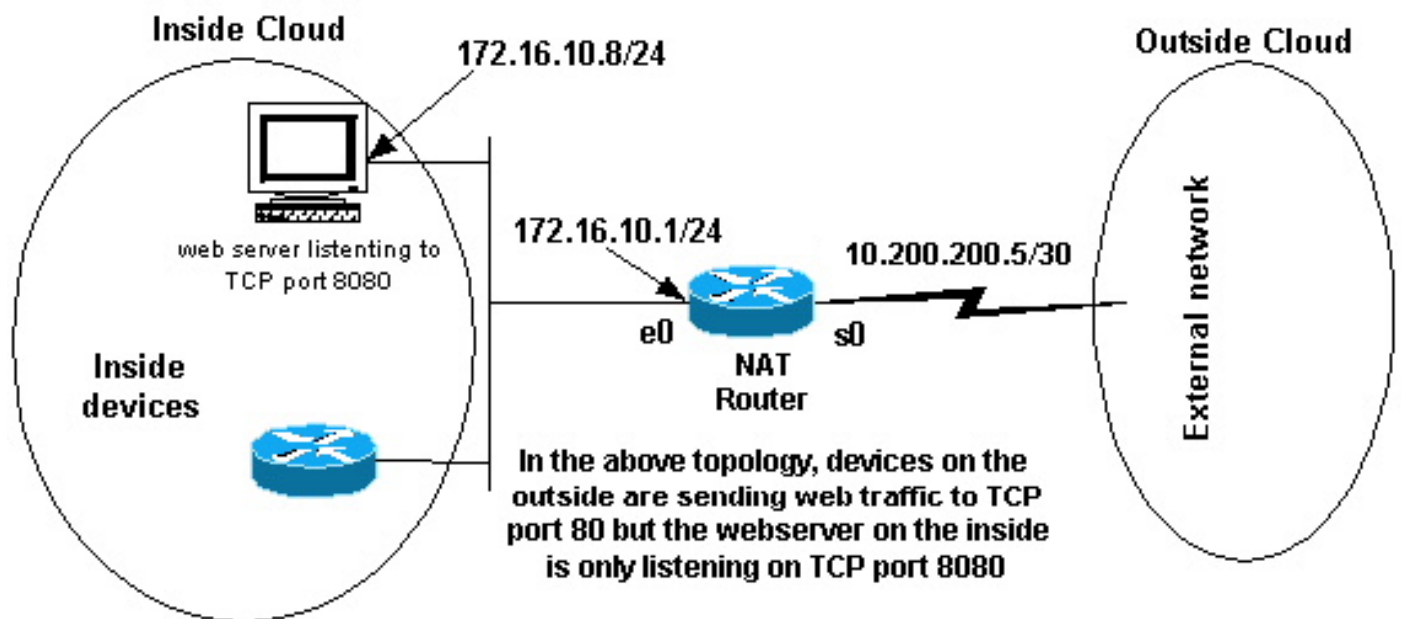 Inside Cloud
172.16.10.8/24
Outside Cloud
web server listenting to
TCP port 8080
172.16.10.1/24
10.200.200.5/30
e0
s0
NAT
Router
External network
Inside
devices
In the above topology, devices on the
outside are sending web traffic to TCP
port 80 but the webserver on the inside
is only listening on TCP port 8080